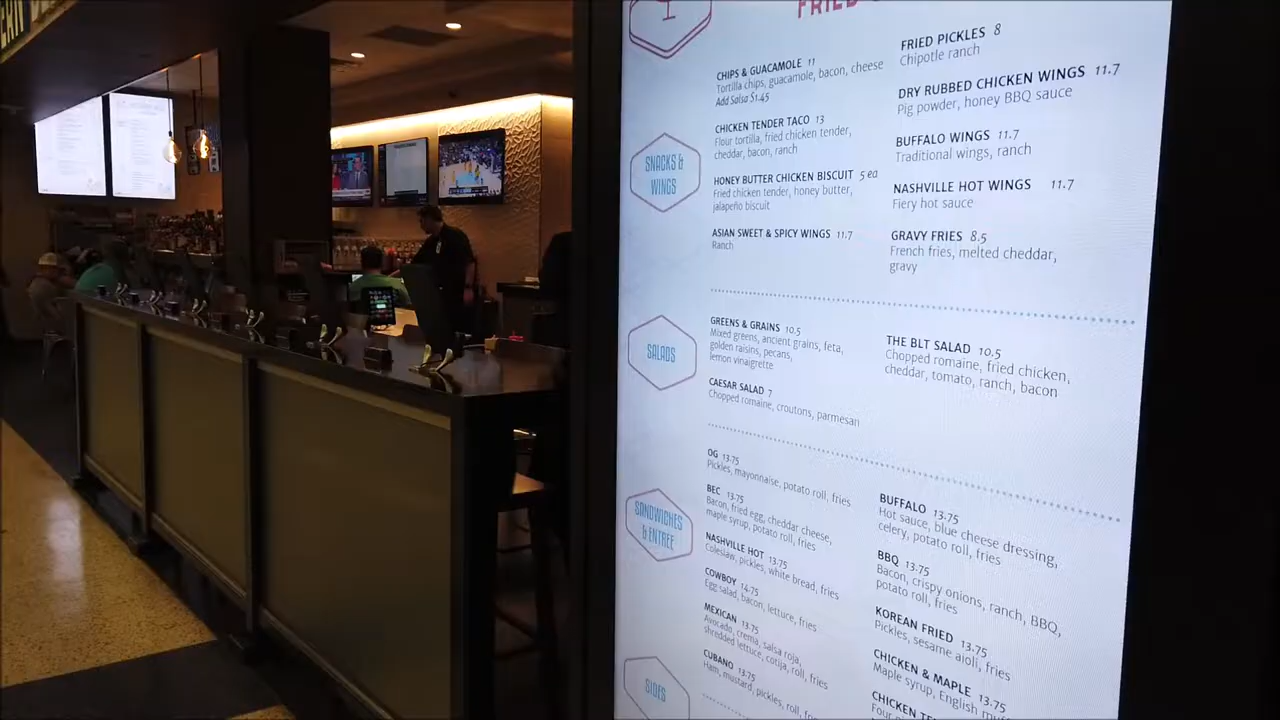 FRIED
SNACKS &
WINGS
CHIPS & GUACAMOLE 11
Tortilla chips, guacamole, bacon, cheese
Add Salsa $1.45
CHICKEN TENDER TACO 13
Flour tortilla, fried chicken tender,
cheddar, bacon, ranch
HONEY BUTTER CHICKEN BISCUIT 5 ea
Fried chicken tender, honey butter,
jalapeño biscuit
ASIAN SWEET & SPICY WINGS 11.7
Ranch
FRIED PICKLES 8
Chipotle ranch
DRY RUBBED CHICKEN WINGS 11.7
Pig powder, honey BBQ sauce
BUFFALO WINGS 11.7
Traditional wings, ranch
NASHVILLE HOT WINGS 11.7
Fiery hot sauce
GRAVY FRIES 8.5
French fries, melted cheddar,
gravy
SALADS
GREENS & GRAINS 10.5
Mixed greens, ancient grains, feta,
golden raisins, pecans,
lemon vinaigrette
CAESAR SALAD 7
Chopped romaine, croutons, parmesan
THE BLT SALAD 10.5
Chopped romaine, fried chicken,
cheddar, tomato, ranch, bacon
SANDWICHES
& ENTREE
OG 13.75
Pickles, mayonnaise, potato roll, fries
BEC 13.75
Bacon, fried egg, cheddar cheese,
maple syrup, potato roll, fries
NASHVILLE HOT 13.75
Coleslaw, pickles, white bread, fries
COWBOY 14.75
Egg salad, bacon, lettuce, fries
MEXICAN 13.75
Avocado, crema, salsa roja,
shredded lettuce, cotija, roll, fries
CUBANO 13.75
Ham, mustard, pickles, roll,
BUFFALO 13.75
Hot sauce, blue cheese dressing,
celery, potato roll, fries
BBQ 13.75
Bacon, crispy onions, ranch, BBQ,
potato roll, fries
KOREAN FRIED 13.75
Pickles, sesame aioli, fries
CHICKEN & MAPLE 13.75
Maple syrup, English
CHICKEN
SIDES